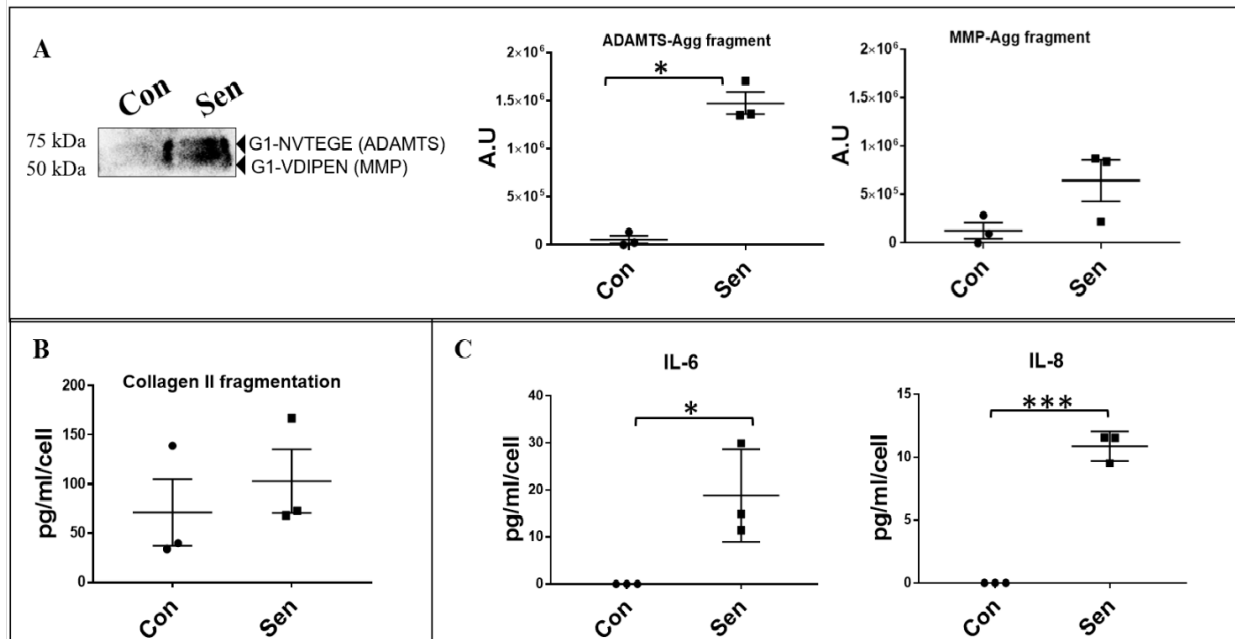 A
Con Sen
75 kDa
50 kDa
G1-NVTEGE (ADAMTS)
G1-VDIPEN (MMP)
ADAMTS-Agg fragment
A.U
2×10⁶
1.5×10⁶
1×10⁶
5×10⁵
0
*
Con Sen
MMP-Agg fragment
A.U
2×10⁶
1.5×10⁶
1×10⁶
5×10⁵
0
Con Sen
B
Collagen II fragmentation
pg/ml/cell
200
150
100
50
0
Con Sen
C
IL-6
pg/ml/cell
40
30
20
10
0
*
Con Sen
IL-8
pg/ml/cell
15
10
5
0
***
Con Sen